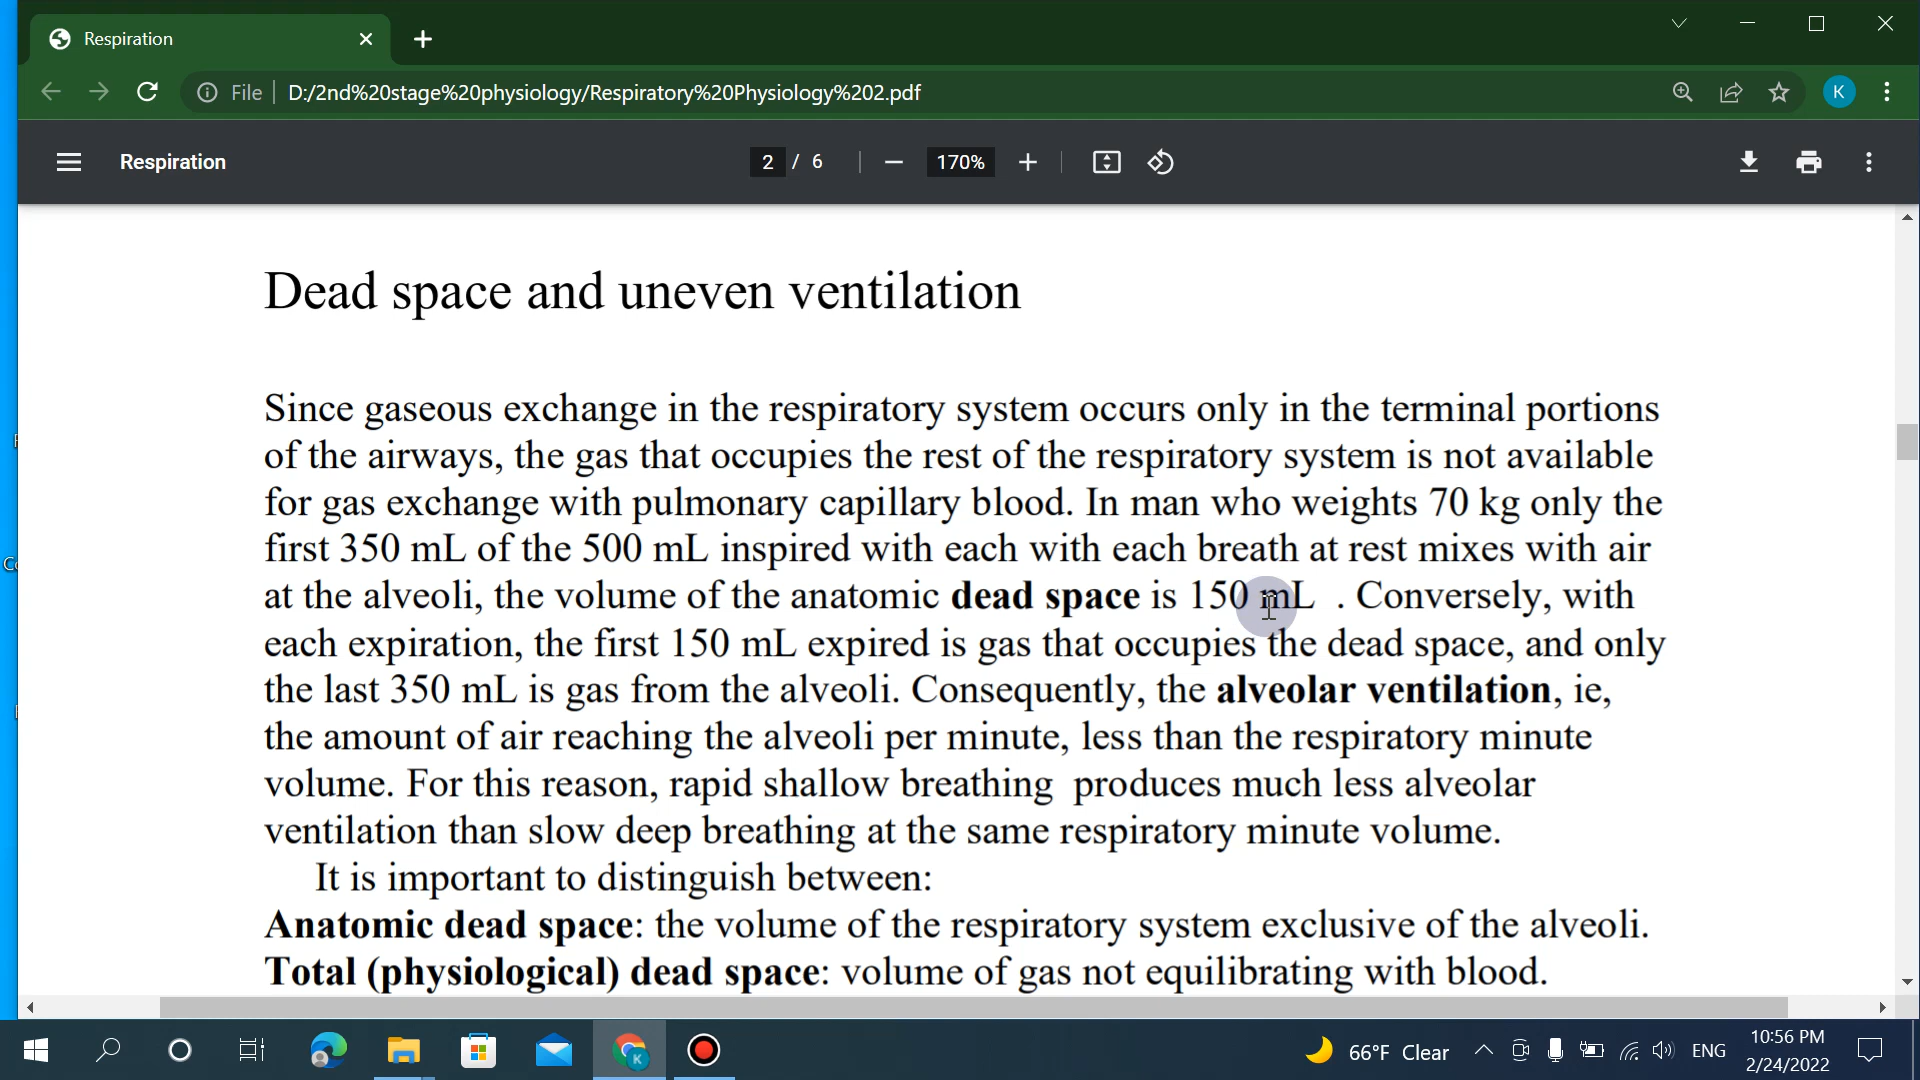 Respiration
File
D:/2nd%20stage%20physiology/Respiratory%20Physiology%202.pdf
K
Respiration
2 / 6
170%
Dead space and uneven ventilation
Since gaseous exchange in the respiratory system occurs only in the terminal portions
of the airways, the gas that occupies the rest of the respiratory system is not available
for gas exchange with pulmonary capillary blood. In man who weights 70 kg only the
first 350 mL of the 500 mL inspired with each with each breath at rest mixes with air
at the alveoli, the volume of the anatomic dead space is 150 mL . Conversely, with
each expiration, the first 150 mL expired is gas that occupies the dead space, and only
the last 350 mL is gas from the alveoli. Consequently, the alveolar ventilation, ie,
the amount of air reaching the alveoli per minute, less than the respiratory minute
volume. For this reason, rapid shallow breathing produces much less alveolar
ventilation than slow deep breathing at the same respiratory minute volume.
It is important to distinguish between:
Anatomic dead space: the volume of the respiratory system exclusive of the alveoli.
Total (physiological) dead space: volume of gas not equilibrating with blood.
K
66°F Clear
ENG
10:56 PM
2/24/2022